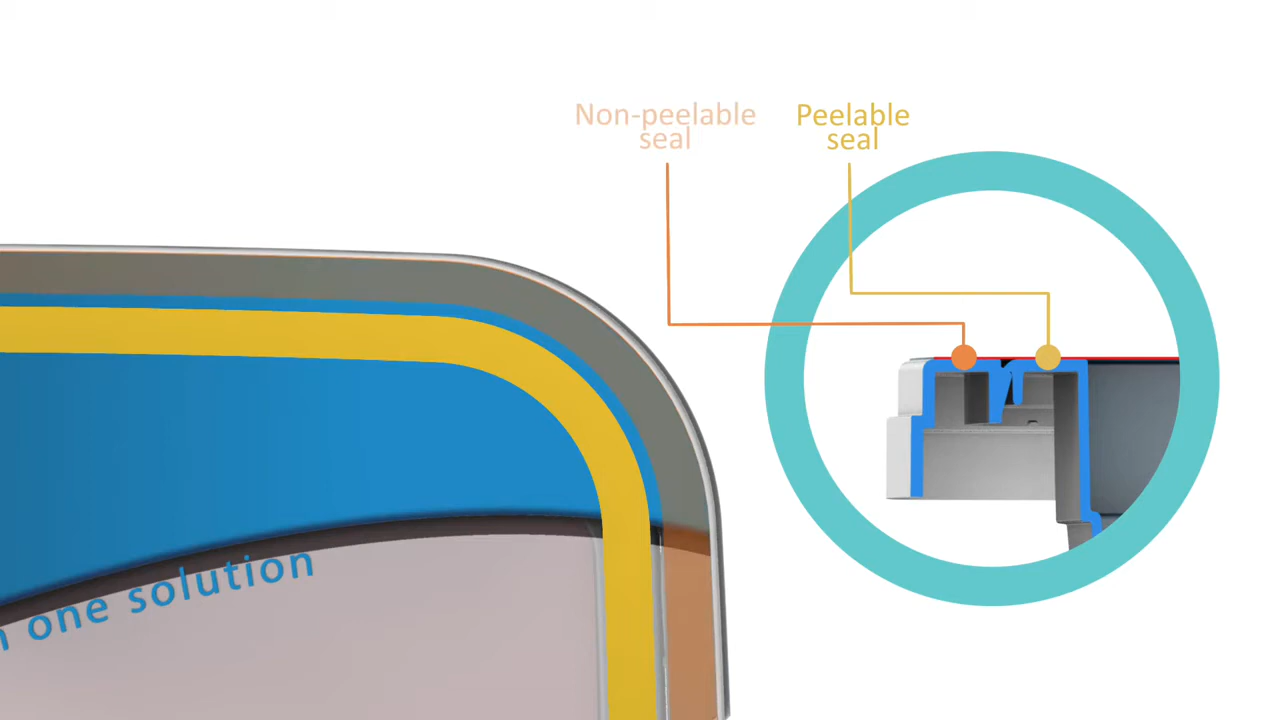 Non-peelable
seal
Peelable
seal
one solution